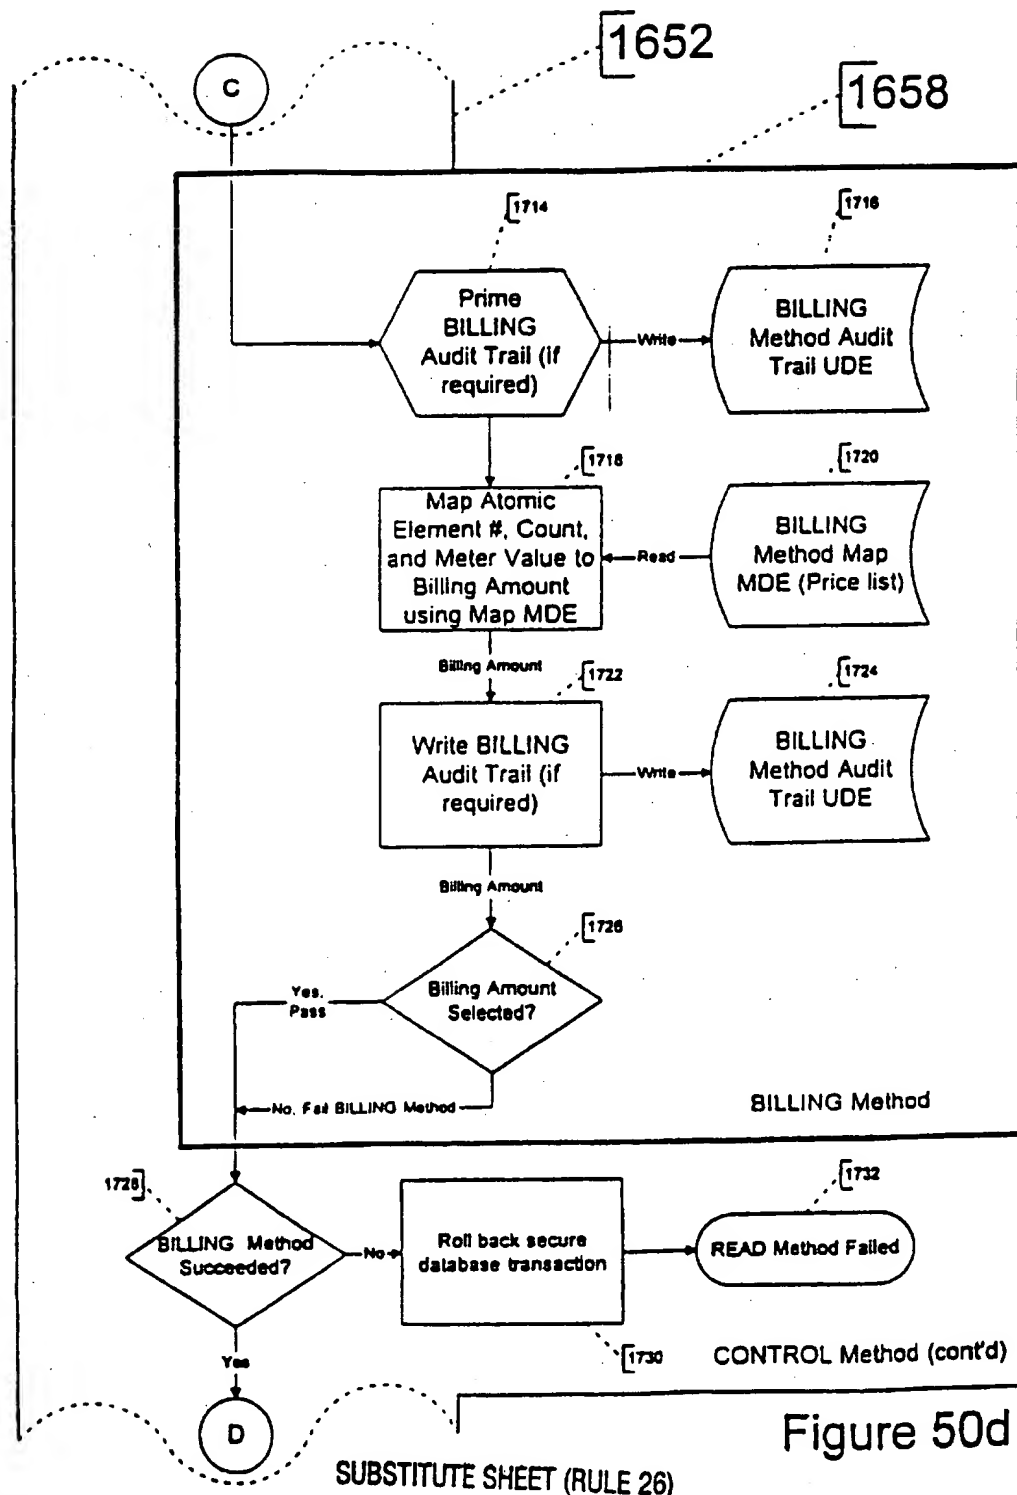 1652
C
1658
1714
1716
Prime
BILLING
Audit Trail (if
required)
Write
BILLING
Method Audit
Trail UDE
1718
1720
Map Atomic
Element #, Count,
and Meter Value to
Billing Amount
using Map MDE
Read
BILLING
Method Map
MDE (Price list)
Billing Amount
1722
1724
Write BILLING
Audit Trail (if
required)
Write
BILLING
Method Audit
Trail UDE
Billing Amount
1726
Yes,
Pass
Billing Amount
Selected?
No, Fail BILLING Method
BILLING Method
1728
1732
BILLING Method
Succeeded?
No
Roll back secure
database transaction
READ Method Failed
1730
Yes
CONTROL Method (cont'd)
D
Figure 50d
SUBSTITUTE SHEET (RULE 26)